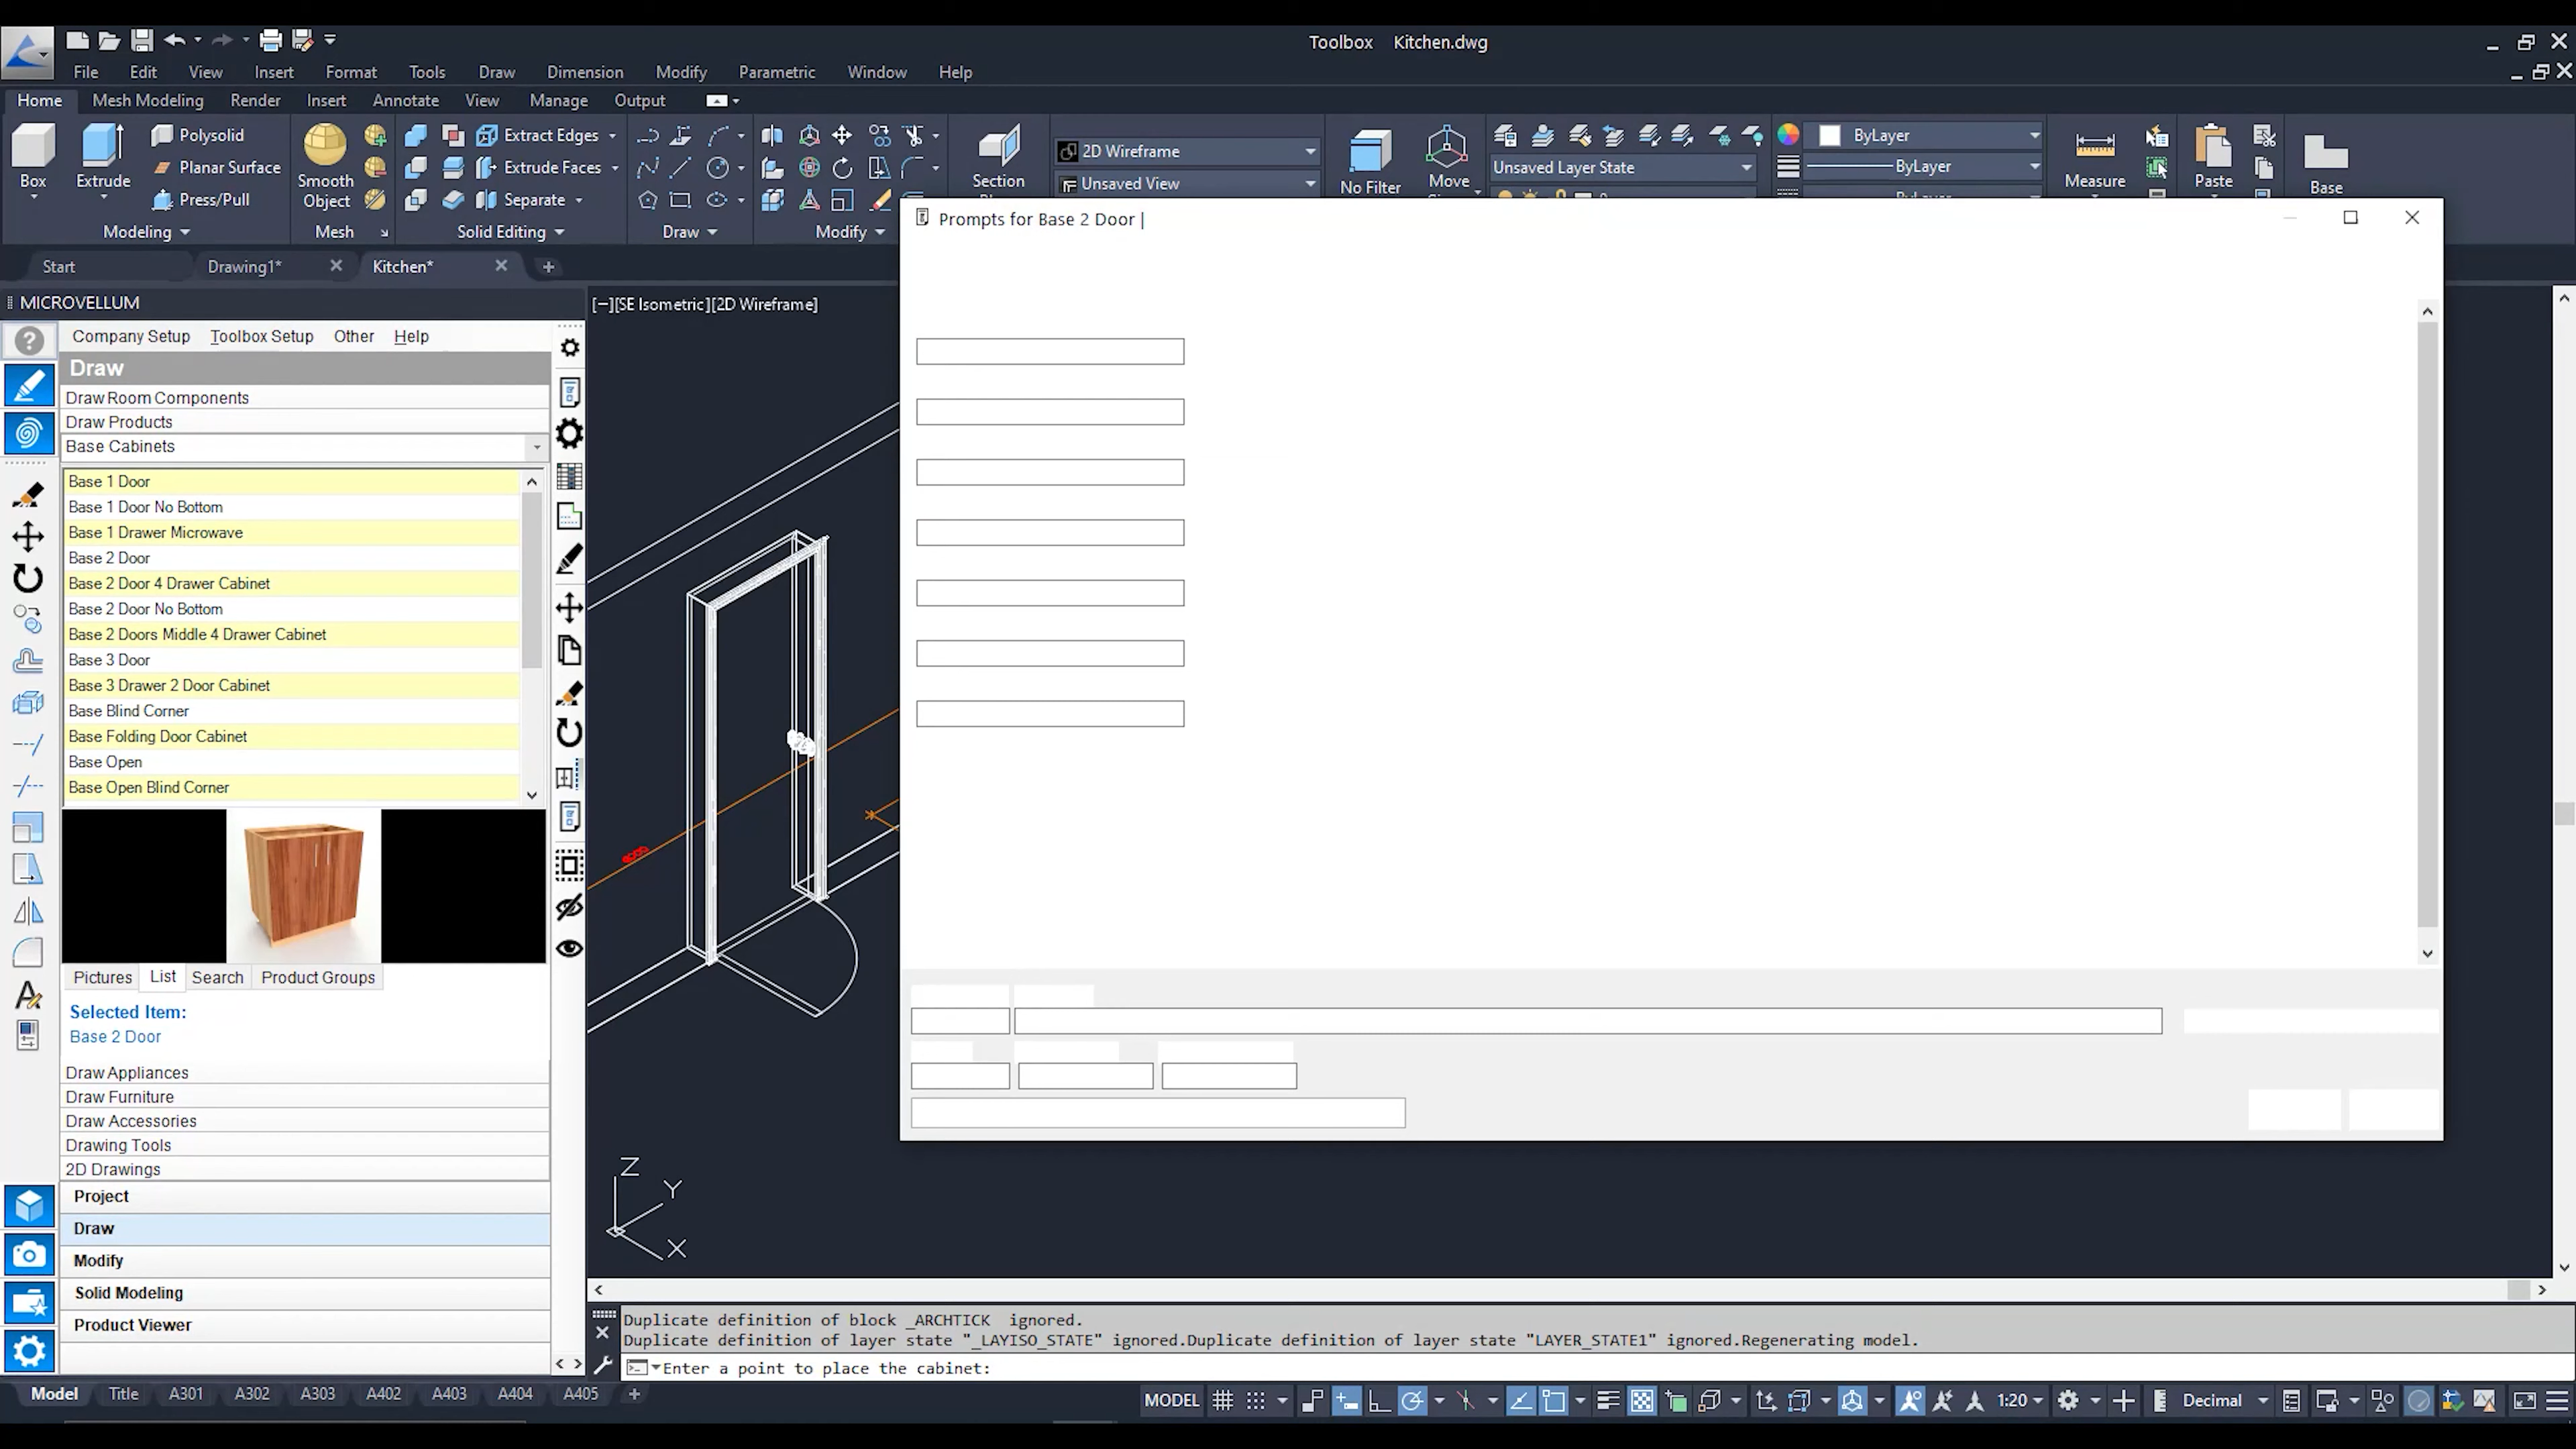 Toolbox Kitchen.dwg
File Edit View Insert Format Tools Draw Dimension Modify Parametric Window Help
Home Mesh Modeling Render Insert Annotate View Manage Output
Box
Extrude
Polysolid
Planar Surface
Press/Pull
Modeling
Smooth
Object
Mesh
Extract Edges
Extrude Faces
Separate
Solid Editing
Draw
Modify
Section
2D Wireframe
Unsaved View
No Filter
Move
Unsaved Layer State
ByLayer
ByLayer
Measure
Paste
Base
Start Drawing1* Kitchen*
Prompts for Base 2 Door |
MICROVELLUM
[−][SE Isometric][2D Wireframe]
Company Setup Toolbox Setup Other Help
Draw
Draw Room Components
Draw Products
Base Cabinets
Base 1 Door
Base 1 Door No Bottom
Base 1 Drawer Microwave
Base 2 Door
Base 2 Door 4 Drawer Cabinet
Base 2 Door No Bottom
Base 2 Doors Middle 4 Drawer Cabinet
Base 3 Door
Base 3 Drawer 2 Door Cabinet
Base Blind Corner
Base Folding Door Cabinet
Base Open
Base Open Blind Corner
Pictures List Search Product Groups
Selected Item:
Base 2 Door
Draw Appliances
Draw Furniture
Draw Accessories
Drawing Tools
2D Drawings
Project
Draw
Modify
Solid Modeling
Product Viewer
Z
Y
X
Duplicate definition of block _ARCHTICK ignored.
Duplicate definition of layer state "_LAYISO_STATE" ignored.Duplicate definition of layer state "LAYER_STATE1" ignored.Regenerating model.
Enter a point to place the cabinet:
Model Title A301 A302 A303 A402 A403 A404 A405
MODEL 1:20 Decimal